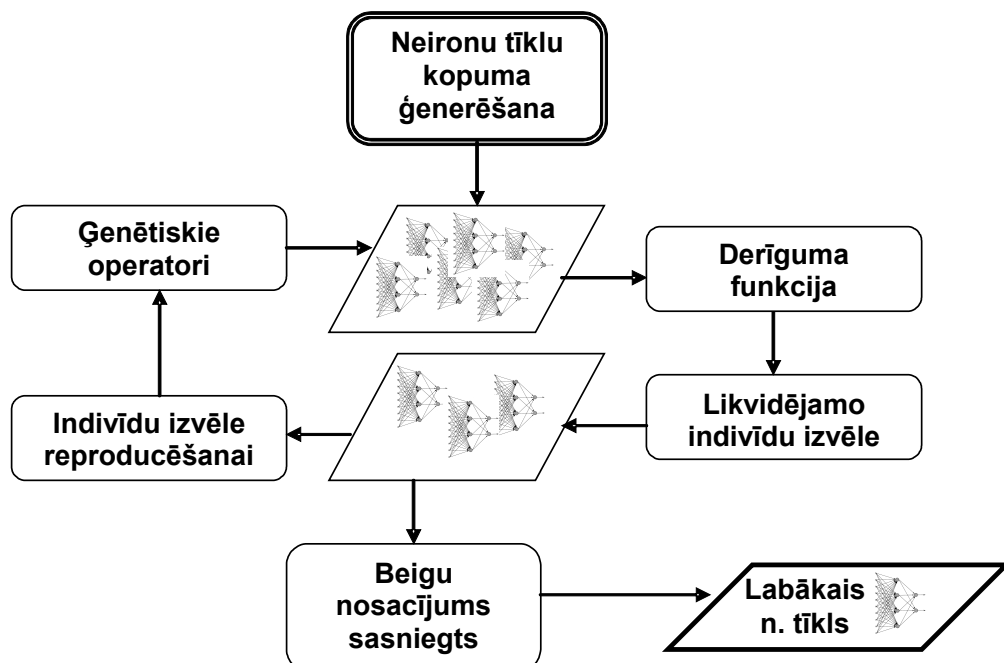 Neironu tīklu
kopuma
ģenerēšana
Ģenētiskie
operatori
Derīguma
funkcija
Indivīdu izvēle
reproducēšanai
Likvidējamo
indivīdu izvēle
Beigu
nosacījums
sasniegts
Labākais
n. tīkls